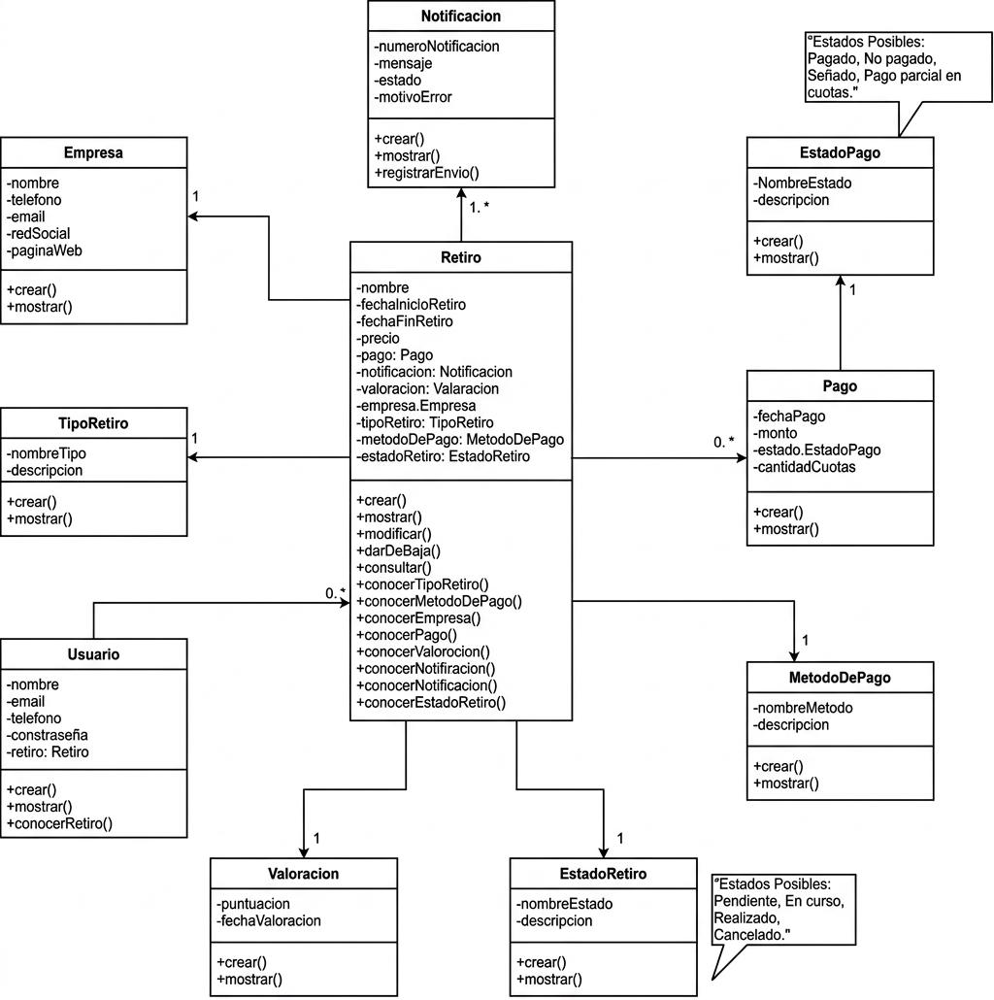 Notificacion
-numeroNotificacion
-mensaje
-estado
-motivoError
+crear()
+mostrar()
+registrarEnvio()
1. *
"Estados Posibles:
Pagado, No pagado,
Señado, Pago parcial en
cuotas."
EstadoPago
-NombreEstado
-descripcion
+crear()
+mostrar()
1
Empresa
-nombre
-telefono
-email
-redSocial
-paginaWeb
+crear()
+mostrar()
1
Retiro
-nombre
-fechaInicIoRetiro
-fechaFinRetiro
-precio
-pago: Pago
-notificacion: Notificacion
-valoracion: Valaracion
-empresa.Empresa
-tipoRetiro: TipoRetiro
-metodoDePago: MetodoDePago
-estadoRetiro: EstadoRetiro
+crear()
+mostrar()
+modificar()
+darDeBaja()
+consultar()
+conocerTipoRetiro()
+conocerMetodoDePago()
+conocerEmpresa()
+conocerPago()
+conocerValorocion()
+conocerNotifiracion()
+conocerNotificacion()
+conocerEstadoRetiro()
Pago
-fechaPago
-monto
-estado.EstadoPago
-cantidadCuotas
+crear()
+mostrar()
0. *
TipoRetiro
-nombreTipo
-descripcion
+crear()
+mostrar()
1
0. *
Usuario
-nombre
-email
-telefono
-constraseña
-retiro: Retiro
+crear()
+mostrar()
+conocerRetiro()
1
MetodoDePago
-nombreMetodo
-descripcion
+crear()
+mostrar()
1
Valoracion
-puntuacion
-fechaValoracion
+crear()
+mostrar()
1
EstadoRetiro
-nombreEstado
-descripcion
+crear()
+mostrar()
"Estados Posibles:
Pendiente, En curso,
Realizado,
Cancelado."